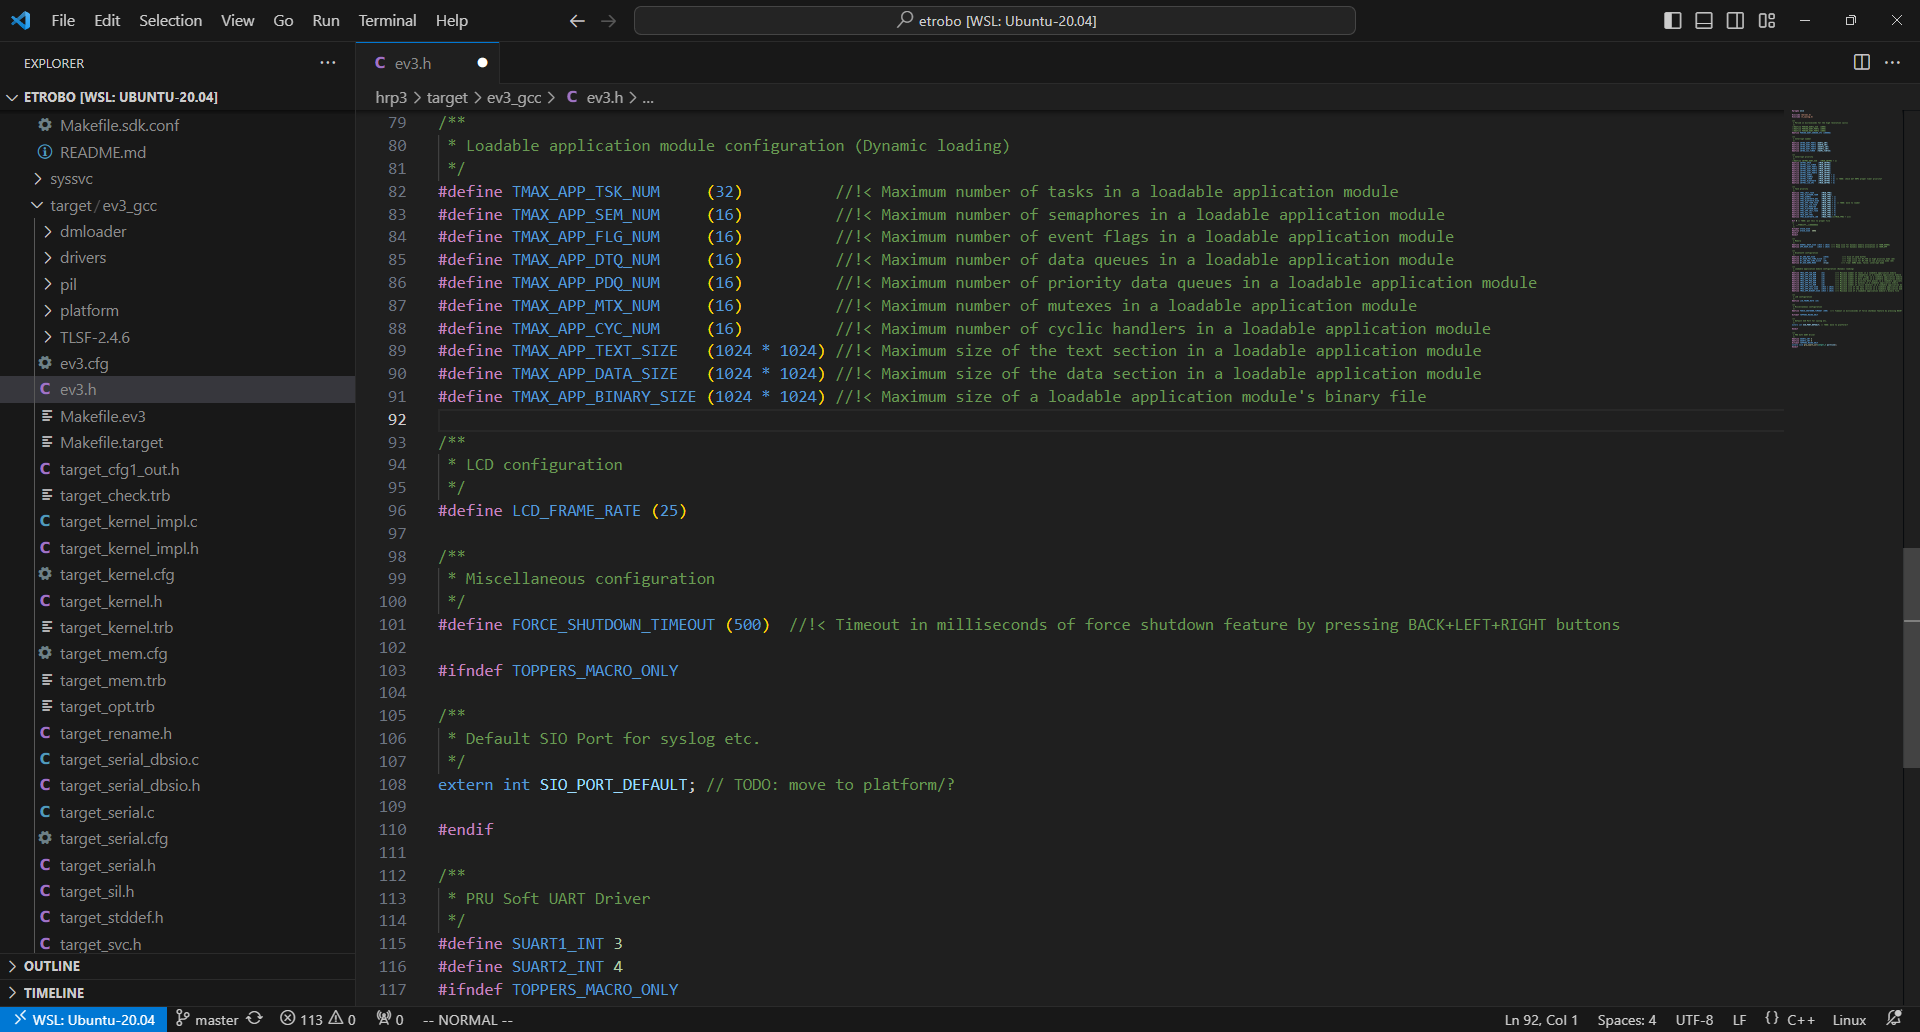 File Edit Selection View Go Run Terminal Help
etrobo [WSL: Ubuntu-20.04]
EXPLORER
ETROBO [WSL: UBUNTU-20.04]
Makefile.sdk.conf
README.md
syssvc
target / ev3_gcc
dmloader
drivers
pil
platform
TLSF-2.4.6
ev3.cfg
C ev3.h
Makefile.ev3
Makefile.target
C target_cfg1_out.h
target_check.trb
C target_kernel_impl.c
C target_kernel_impl.h
target_kernel.cfg
C target_kernel.h
target_kernel.trb
target_mem.cfg
target_mem.trb
target_opt.trb
C target_rename.h
C target_serial_dbsio.c
C target_serial_dbsio.h
C target_serial.c
target_serial.cfg
C target_serial.h
C target_sil.h
C target_stddef.h
C target_svc.h
OUTLINE
TIMELINE
C ev3.h
hrp3 > target > ev3_gcc > C ev3.h > ...
79 /**
80 * Loadable application module configuration (Dynamic loading)
81 */
82 #define TMAX_APP_TSK_NUM (32) //!< Maximum number of tasks in a loadable application module
83 #define TMAX_APP_SEM_NUM (16) //!< Maximum number of semaphores in a loadable application module
84 #define TMAX_APP_FLG_NUM (16) //!< Maximum number of event flags in a loadable application module
85 #define TMAX_APP_DTQ_NUM (16) //!< Maximum number of data queues in a loadable application module
86 #define TMAX_APP_PDQ_NUM (16) //!< Maximum number of priority data queues in a loadable application module
87 #define TMAX_APP_MTX_NUM (16) //!< Maximum number of mutexes in a loadable application module
88 #define TMAX_APP_CYC_NUM (16) //!< Maximum number of cyclic handlers in a loadable application module
89 #define TMAX_APP_TEXT_SIZE (1024 * 1024) //!< Maximum size of the text section in a loadable application module
90 #define TMAX_APP_DATA_SIZE (1024 * 1024) //!< Maximum size of the data section in a loadable application module
91 #define TMAX_APP_BINARY_SIZE (1024 * 1024) //!< Maximum size of a loadable application module's binary file
92
93 /**
94 * LCD configuration
95 */
96 #define LCD_FRAME_RATE (25)
97
98 /**
99 * Miscellaneous configuration
100 */
101 #define FORCE_SHUTDOWN_TIMEOUT (500) //!< Timeout in milliseconds of force shutdown feature by pressing BACK+LEFT+RIGHT buttons
102
103 #ifndef TOPPERS_MACRO_ONLY
104
105 /**
106 * Default SIO Port for syslog etc.
107 */
108 extern int SIO_PORT_DEFAULT; // TODO: move to platform/?
109
110 #endif
111
112 /**
113 * PRU Soft UART Driver
114 */
115 #define SUART1_INT 3
116 #define SUART2_INT 4
117 #ifndef TOPPERS_MACRO_ONLY
WSL: Ubuntu-20.04 master 113 0 0 -- NORMAL -- Ln 92, Col 1 Spaces: 4 UTF-8 LF {} C++ Linux